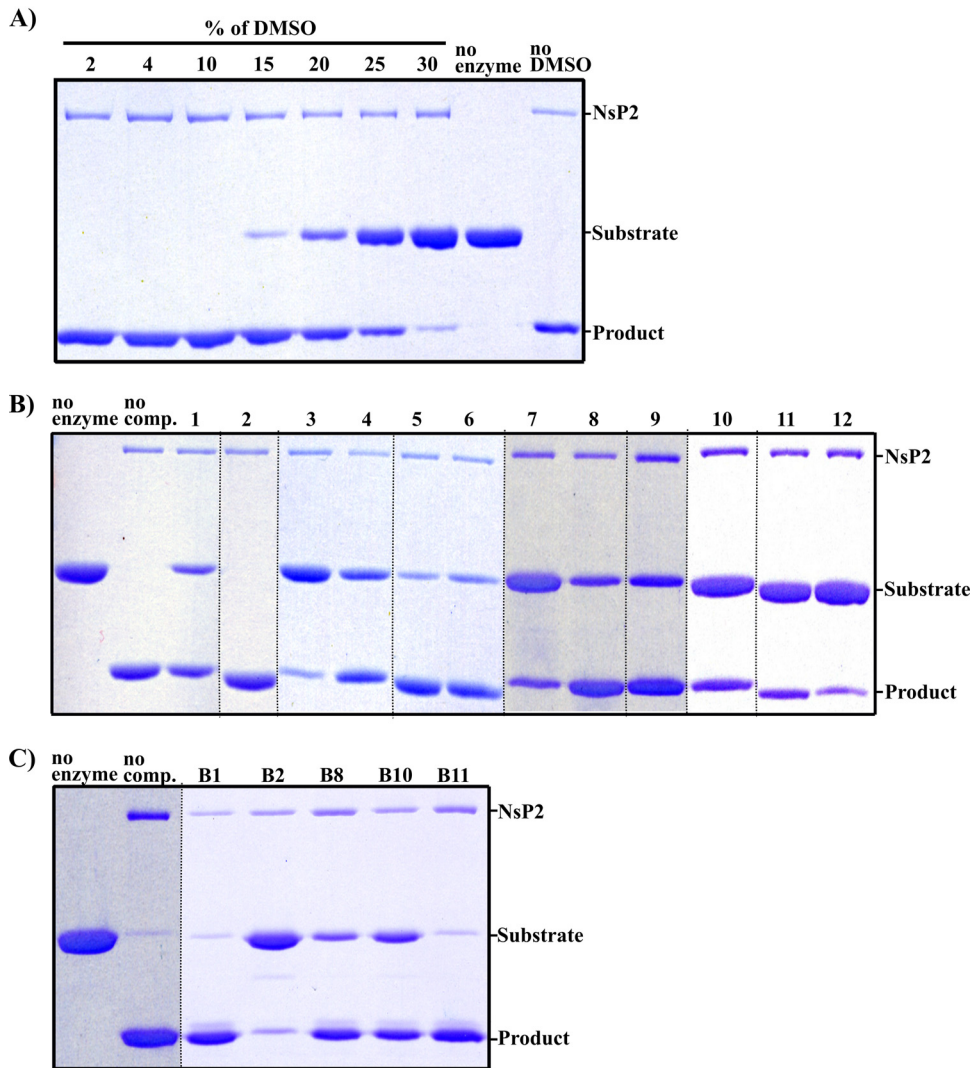 A)
% of DMSO
2 4 10 15 20 25 30 no enzyme no DMSO
NsP2
Substrate
Product
B)
no enzyme no comp. 1 2 3 4 5 6 7 8 9 10 11 12
NsP2
Substrate
Product
C)
no enzyme no comp. B1 B2 B8 B10 B11
NsP2
Substrate
Product